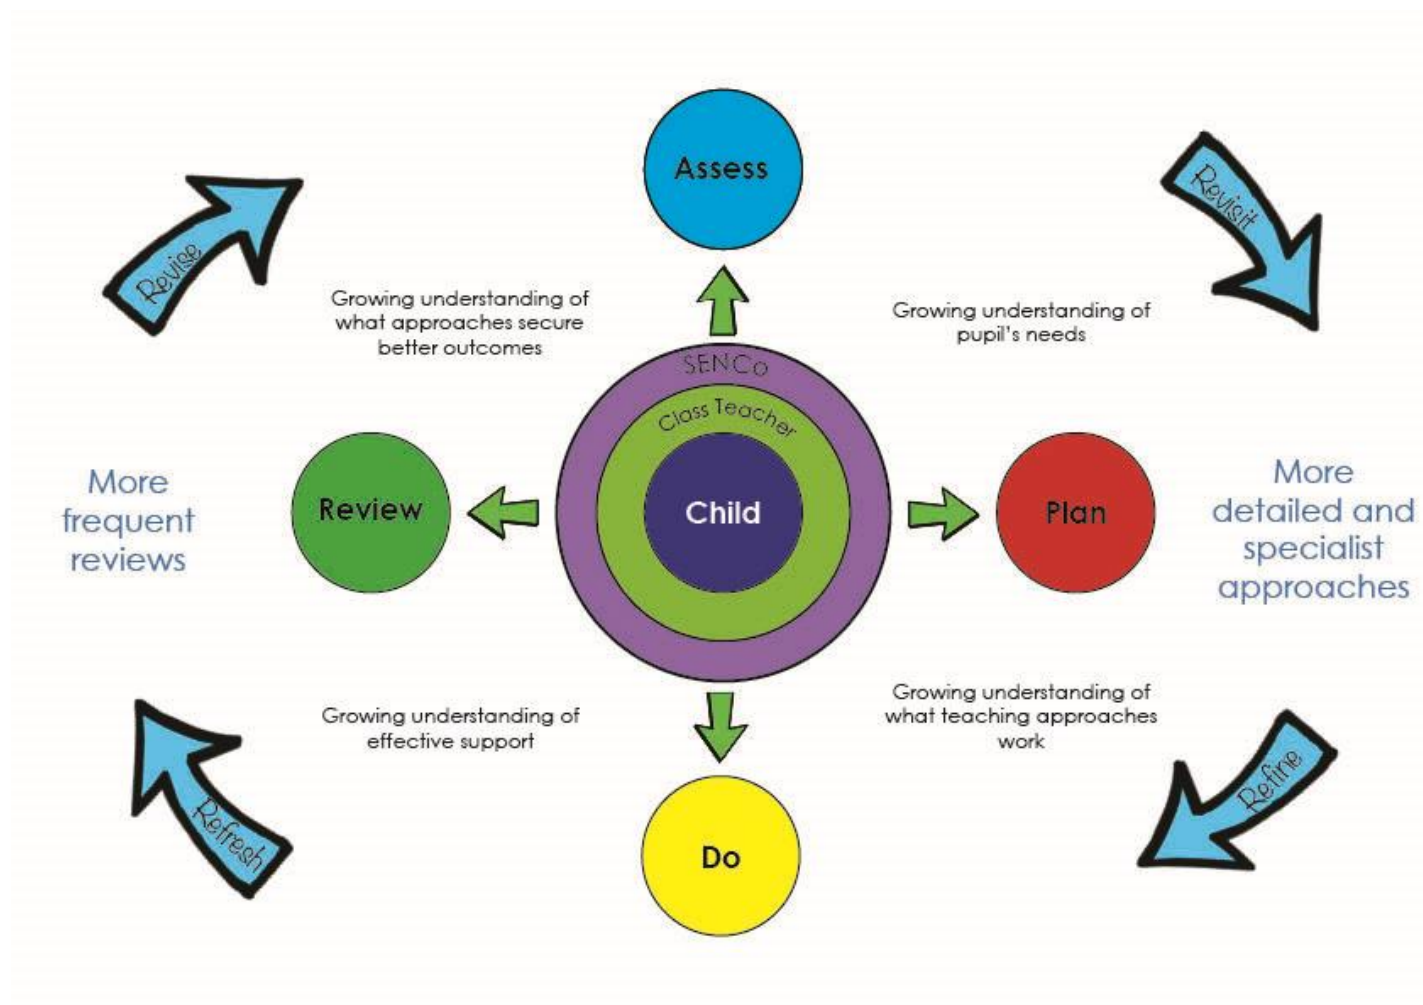 Assess
Revise
Revisit
Growing understanding of
what approaches secure
better outcomes
Growing understanding of
pupil's needs
SENCo
Class Teacher
Child
Review
Plan
More
frequent
reviews
More
detailed and
specialist
approaches
Growing understanding of
effective support
Growing understanding of
what teaching approaches
work
Refresh
Refine
Do